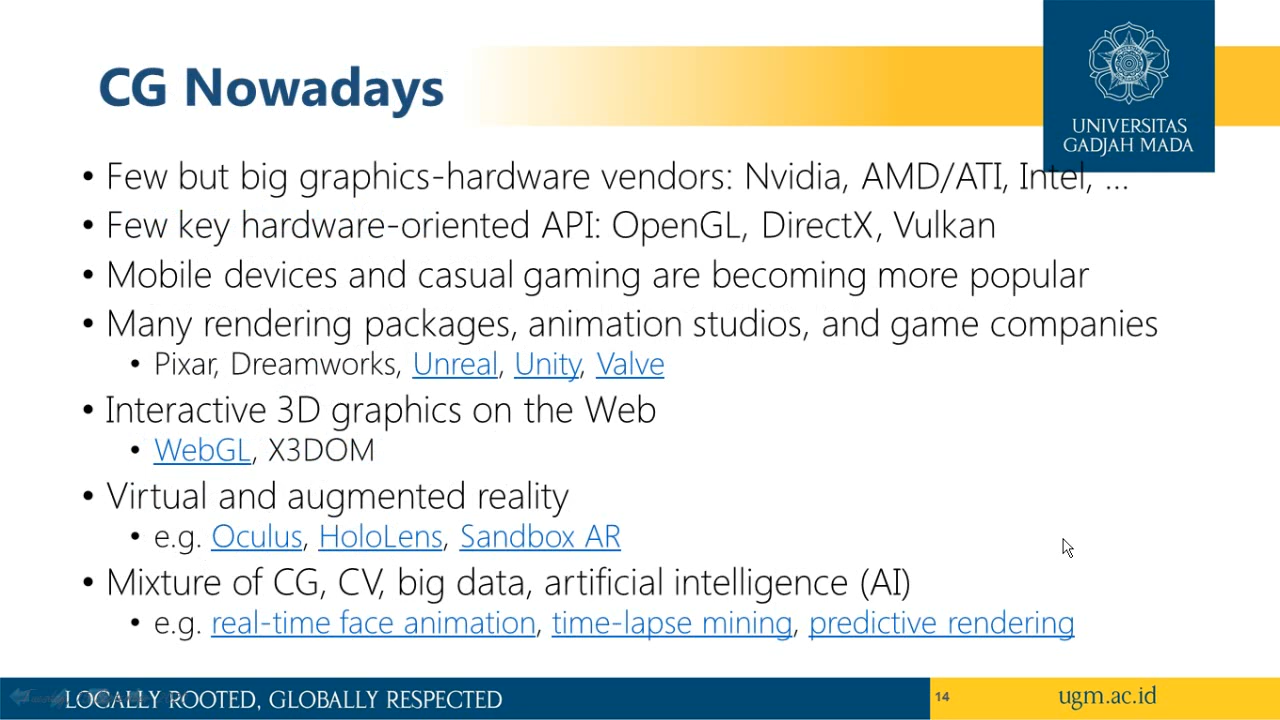 CG Nowadays
UNIVERSITAS
GADJAH MADA
• Few but big graphics-hardware vendors: Nvidia, AMD/ATI, Intel, ...
• Few key hardware-oriented API: OpenGL, DirectX, Vulkan
• Mobile devices and casual gaming are becoming more popular
• Many rendering packages, animation studios, and game companies
• Pixar, Dreamworks, Unreal, Unity, Valve
• Interactive 3D graphics on the Web
• WebGL, X3DOM
• Virtual and augmented reality
• e.g. Oculus, HoloLens, Sandbox AR
• Mixture of CG, CV, big data, artificial intelligence (AI)
• e.g. real-time face animation, time-lapse mining, predictive rendering
LOCALLY ROOTED, GLOBALLY RESPECTED
14
ugm.ac.id